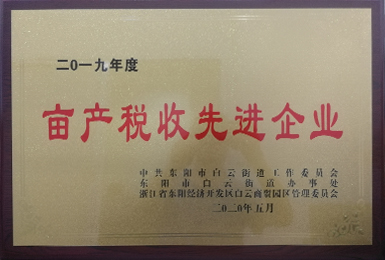 二0一九年度
亩产税收先进企业
中共东阳市白云街道工作委员会
东阳市白云街道办事处
浙江省东阳经济开发区白云商贸园区管理委员会
二0二0年五月